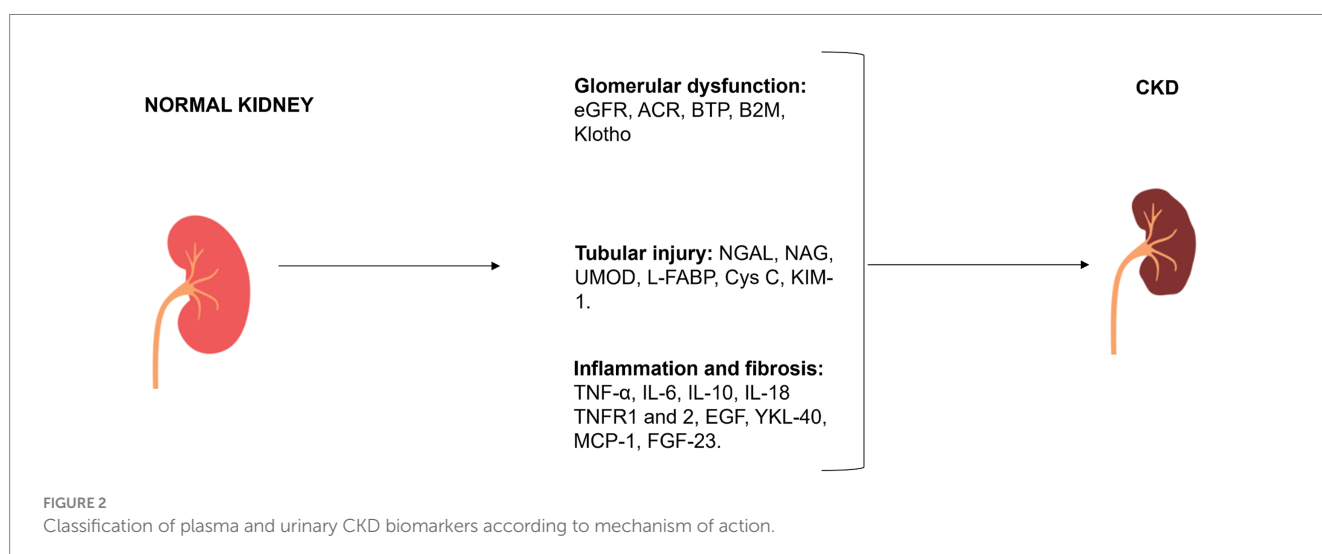 NORMAL KIDNEY
Glomerular dysfunction:
eGFR, ACR, BTP, B2M,
Klotho
Tubular injury: NGAL, NAG,
UMOD, L-FABP, Cys C, KIM-
1.
Inflammation and fibrosis:
TNF-α, IL-6, IL-10, IL-18
TNFR1 and 2, EGF, YKL-40,
MCP-1, FGF-23.
CKD
FIGURE 2
Classification of plasma and urinary CKD biomarkers according to mechanism of action.